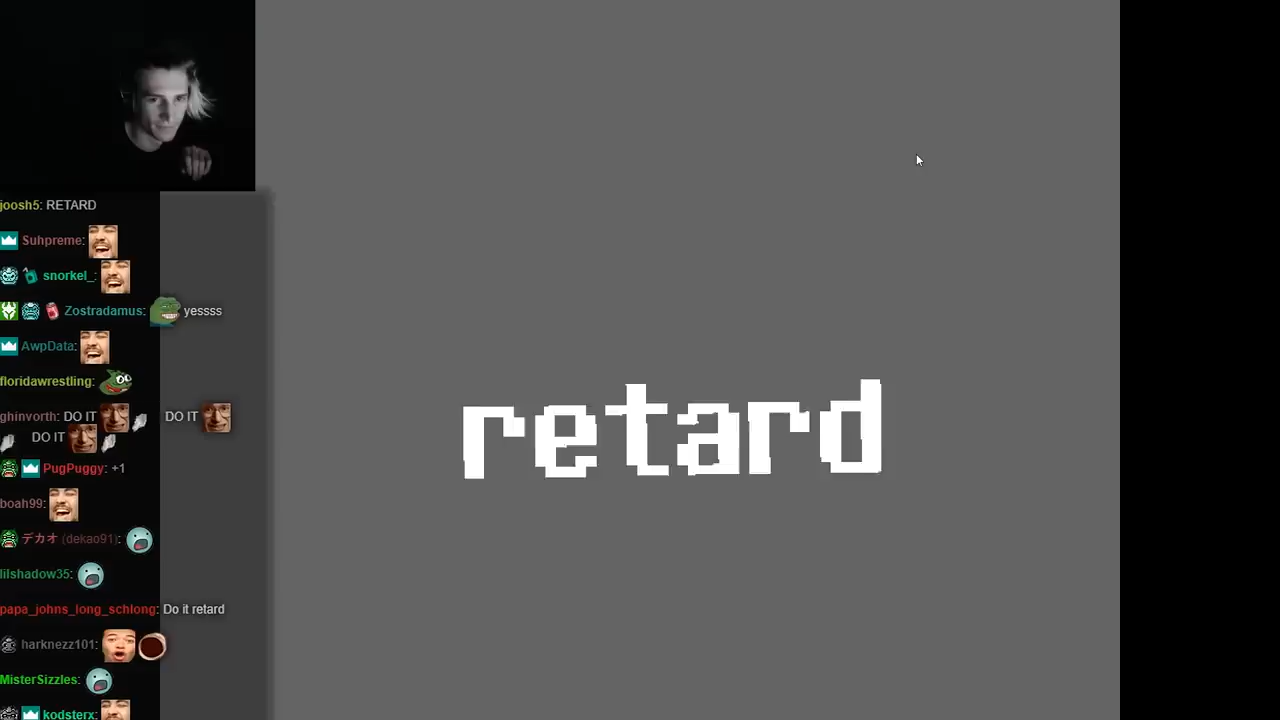 joosh5: RETARD
Suhpreme:
snorkel_:
Zostradamus: yessss
AwpData:
floridawrestling:
ghinvorth: DO IT DO IT
DO IT
PugPuggy: +1
boah99:
デカオ (dekao91):
lilshadow35:
papa_johns_long_schlong: Do it retard
harknezz101:
MisterSizzles:
kodsterx:
retard